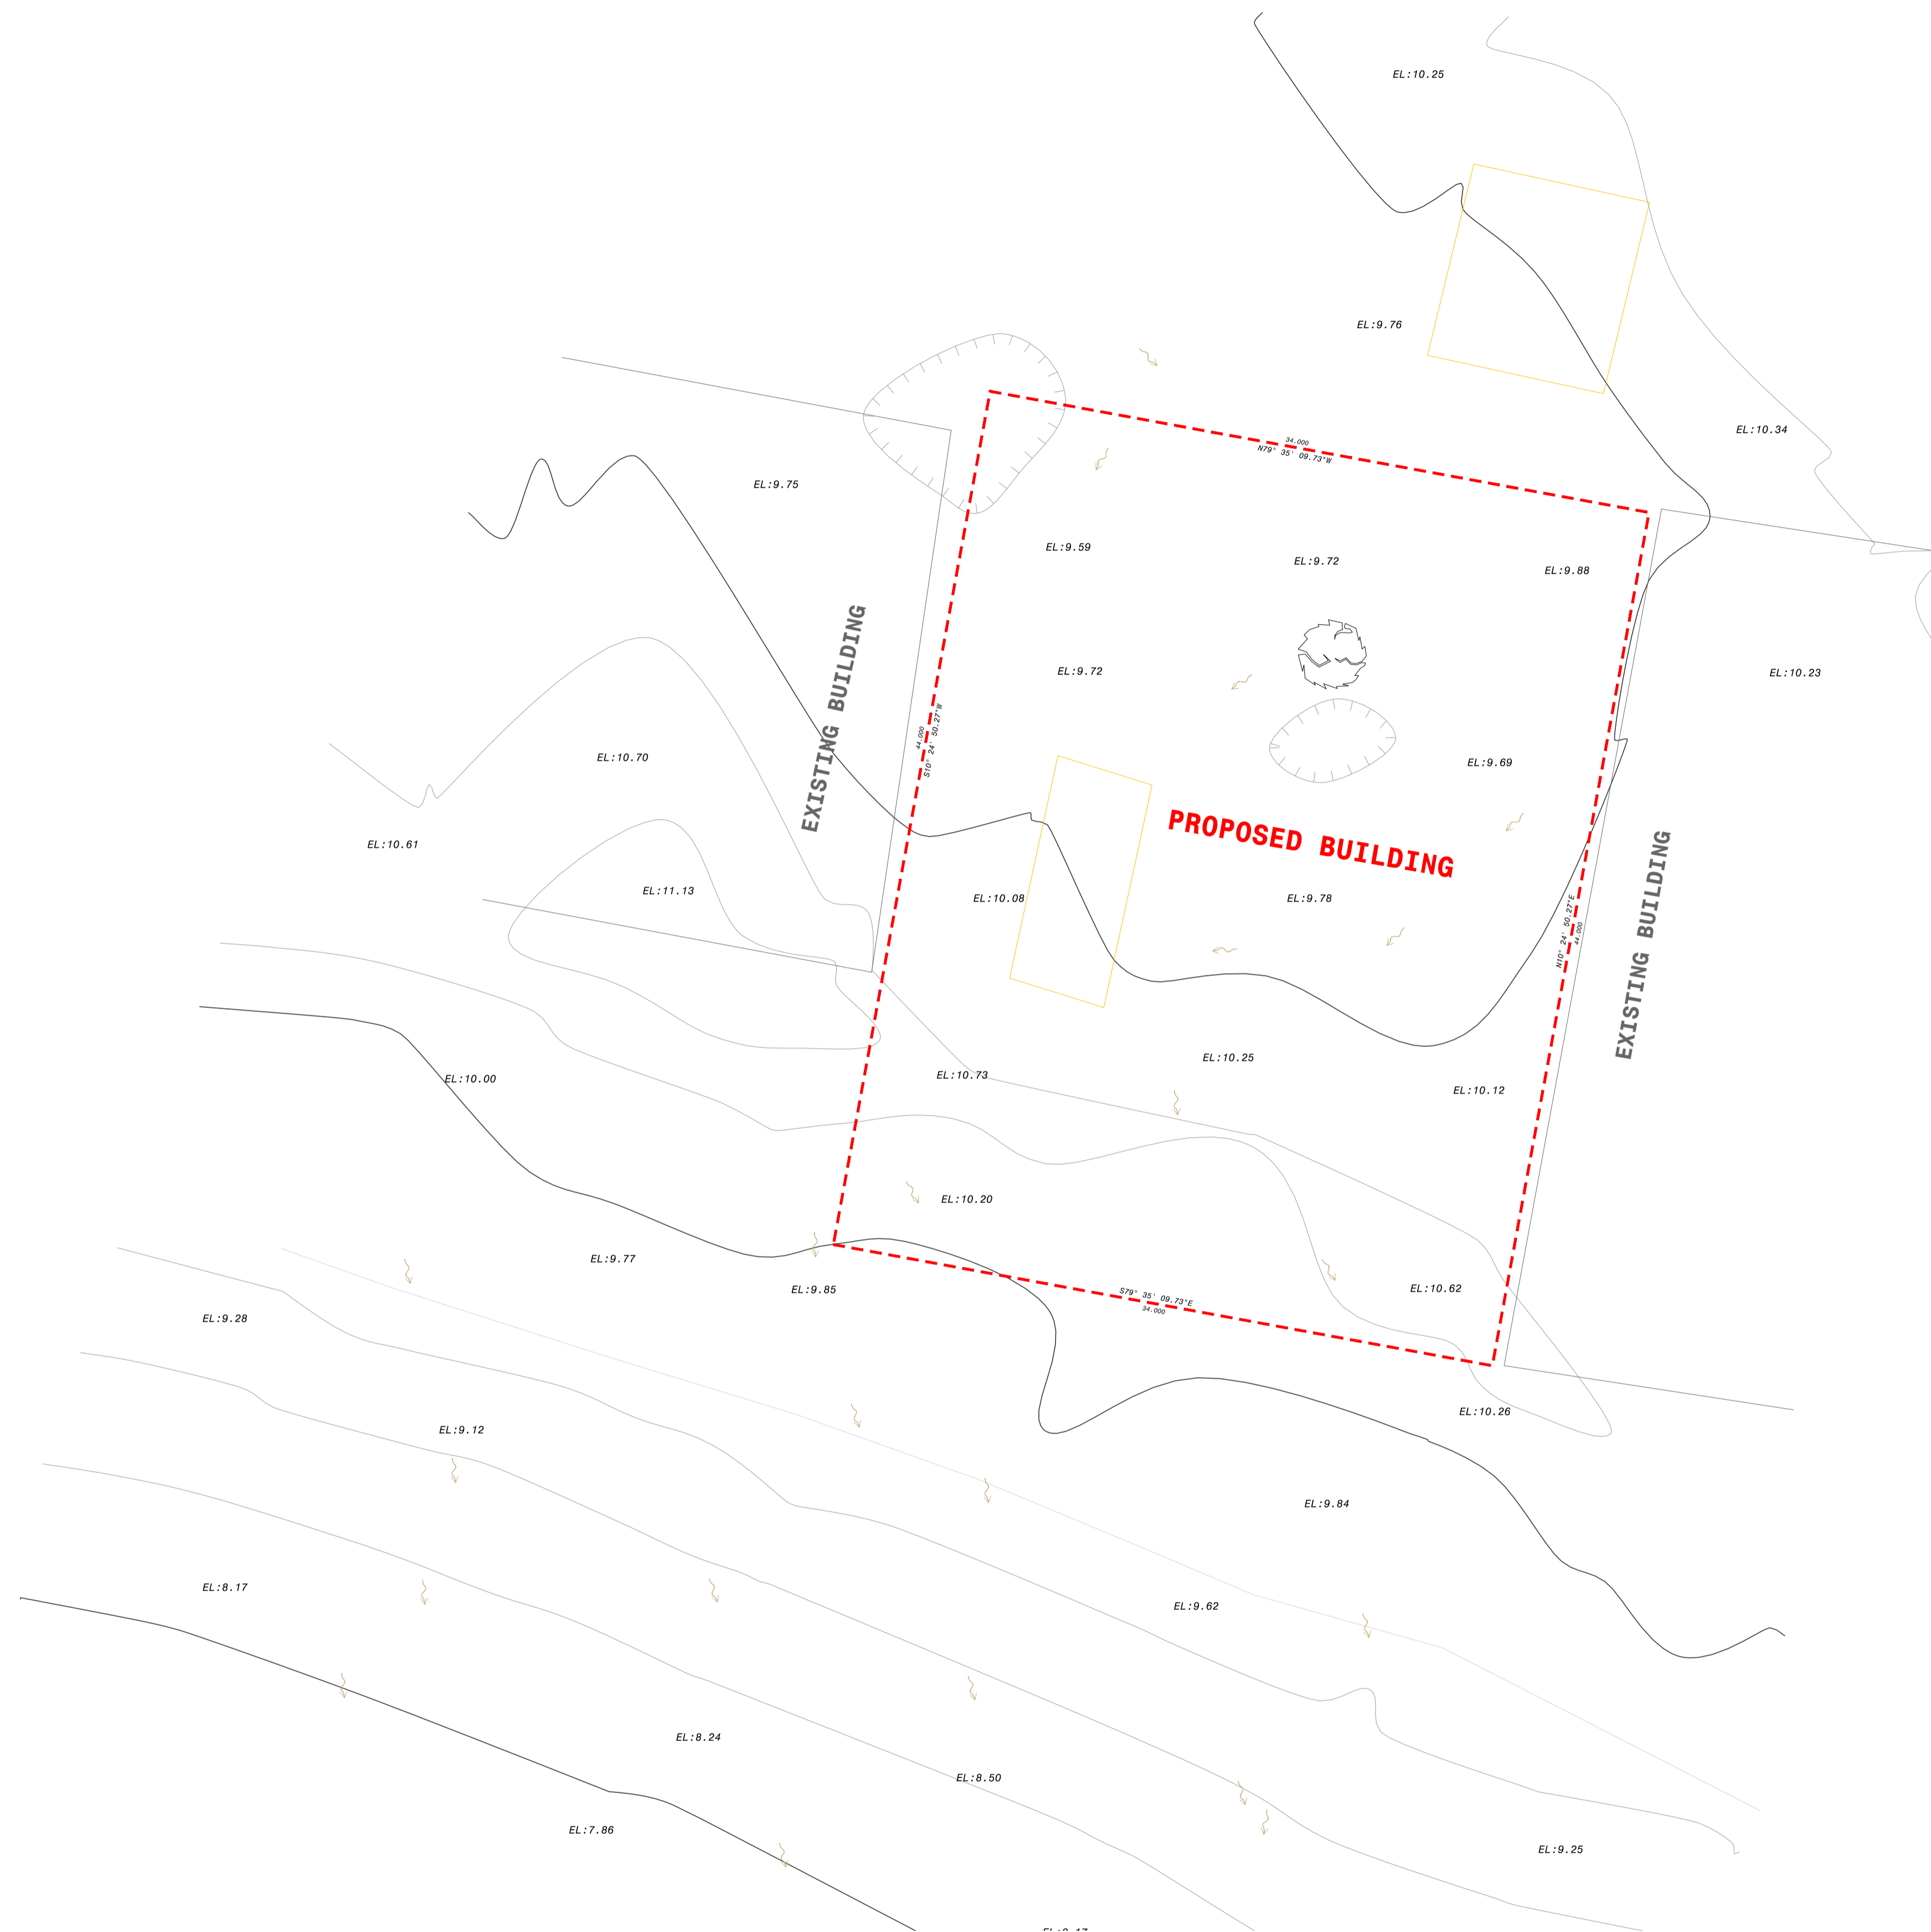 EL:10.25
EL:9.76
EL:10.34
34.000
N79° 35' 09.73"W
EL:9.75
EL:9.59
EL:9.72
EL:9.88
EL:9.72
EL:10.23
EXISTING BUILDING
44.000
S10° 24' 50.27"W
EL:10.70
EL:9.69
EL:10.61
PROPOSED BUILDING
EL:11.13
EL:10.08
EL:9.78
N10° 24' 50.27"E
44.000
EXISTING BUILDING
EL:10.25
EL:10.73
EL:10.00
EL:10.12
EL:10.20
EL:9.77
EL:9.85
EL:10.62
S79° 35' 09.73"E
34.000
EL:9.28
EL:10.26
EL:9.12
EL:9.84
EL:8.17
EL:9.62
EL:8.24
EL:8.50
EL:7.86
EL:9.25